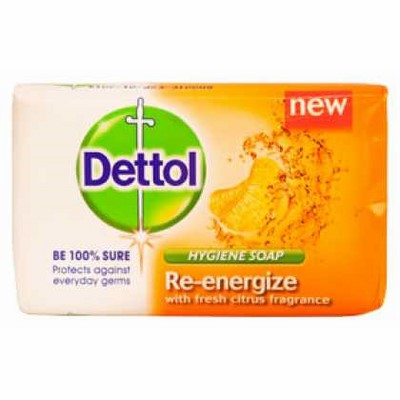 new
Dettol
BE 100% SURE
Protects against
everyday germs
HYGIENE SOAP
Re-energize
with fresh citrus fragrance